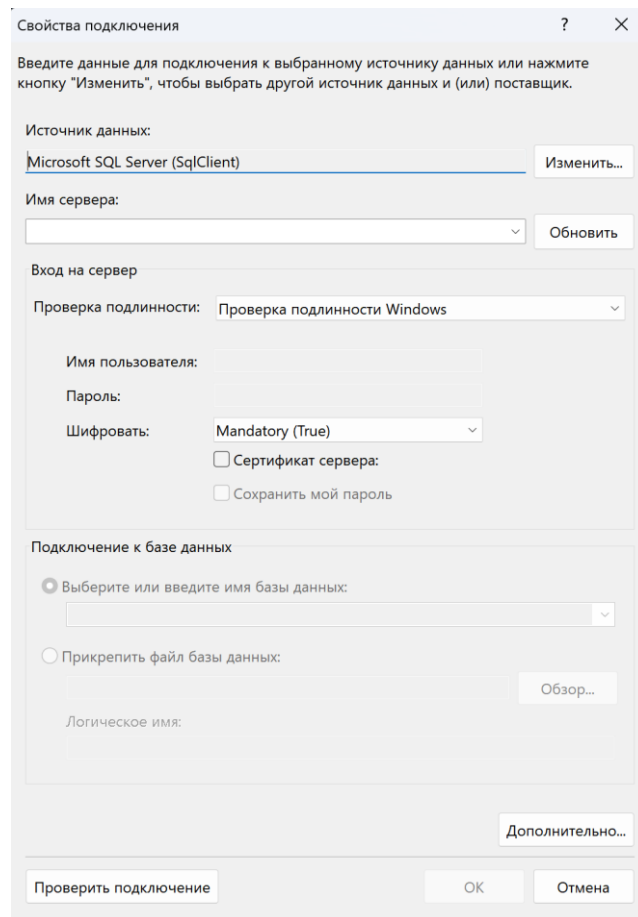 Свойства подключения
Введите данные для подключения к выбранному источнику данных или нажмите
кнопку "Изменить", чтобы выбрать другой источник данных и (или) поставщик.
Источник данных:
Microsoft SQL Server (SqlClient)
Изменить...
Имя сервера:
Обновить
Вход на сервер
Проверка подлинности:
Проверка подлинности Windows
Имя пользователя:
Пароль:
Шифровать:
Mandatory (True)
Сертификат сервера:
Сохранить мой пароль
Подключение к базе данных
Выберите или введите имя базы данных:
Прикрепить файл базы данных:
Обзор...
Логическое имя:
Дополнительно...
Проверить подключение
ОК
Отмена